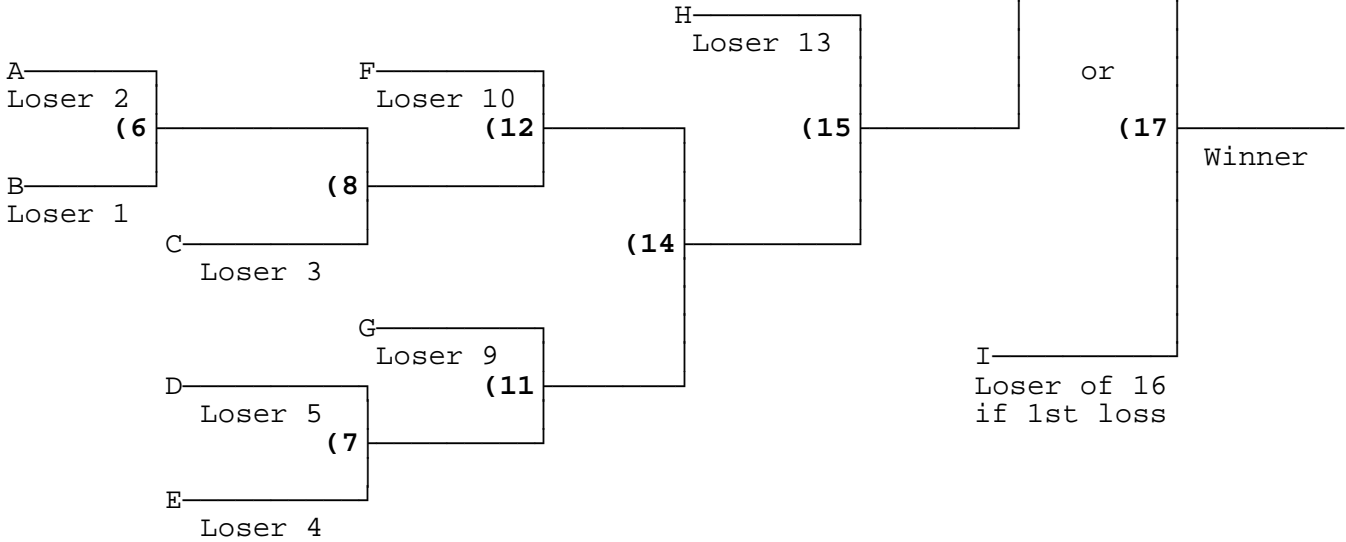 H
Loser 13
A
F
or
Loser 2
Loser 10
(6
(12
(15
(17
Winner
B
(8
Loser 1
C
(14
Loser 3
G
Loser 9
I
D
(11
Loser of 16
Loser 5
if 1st loss
(7
E
Loser 4